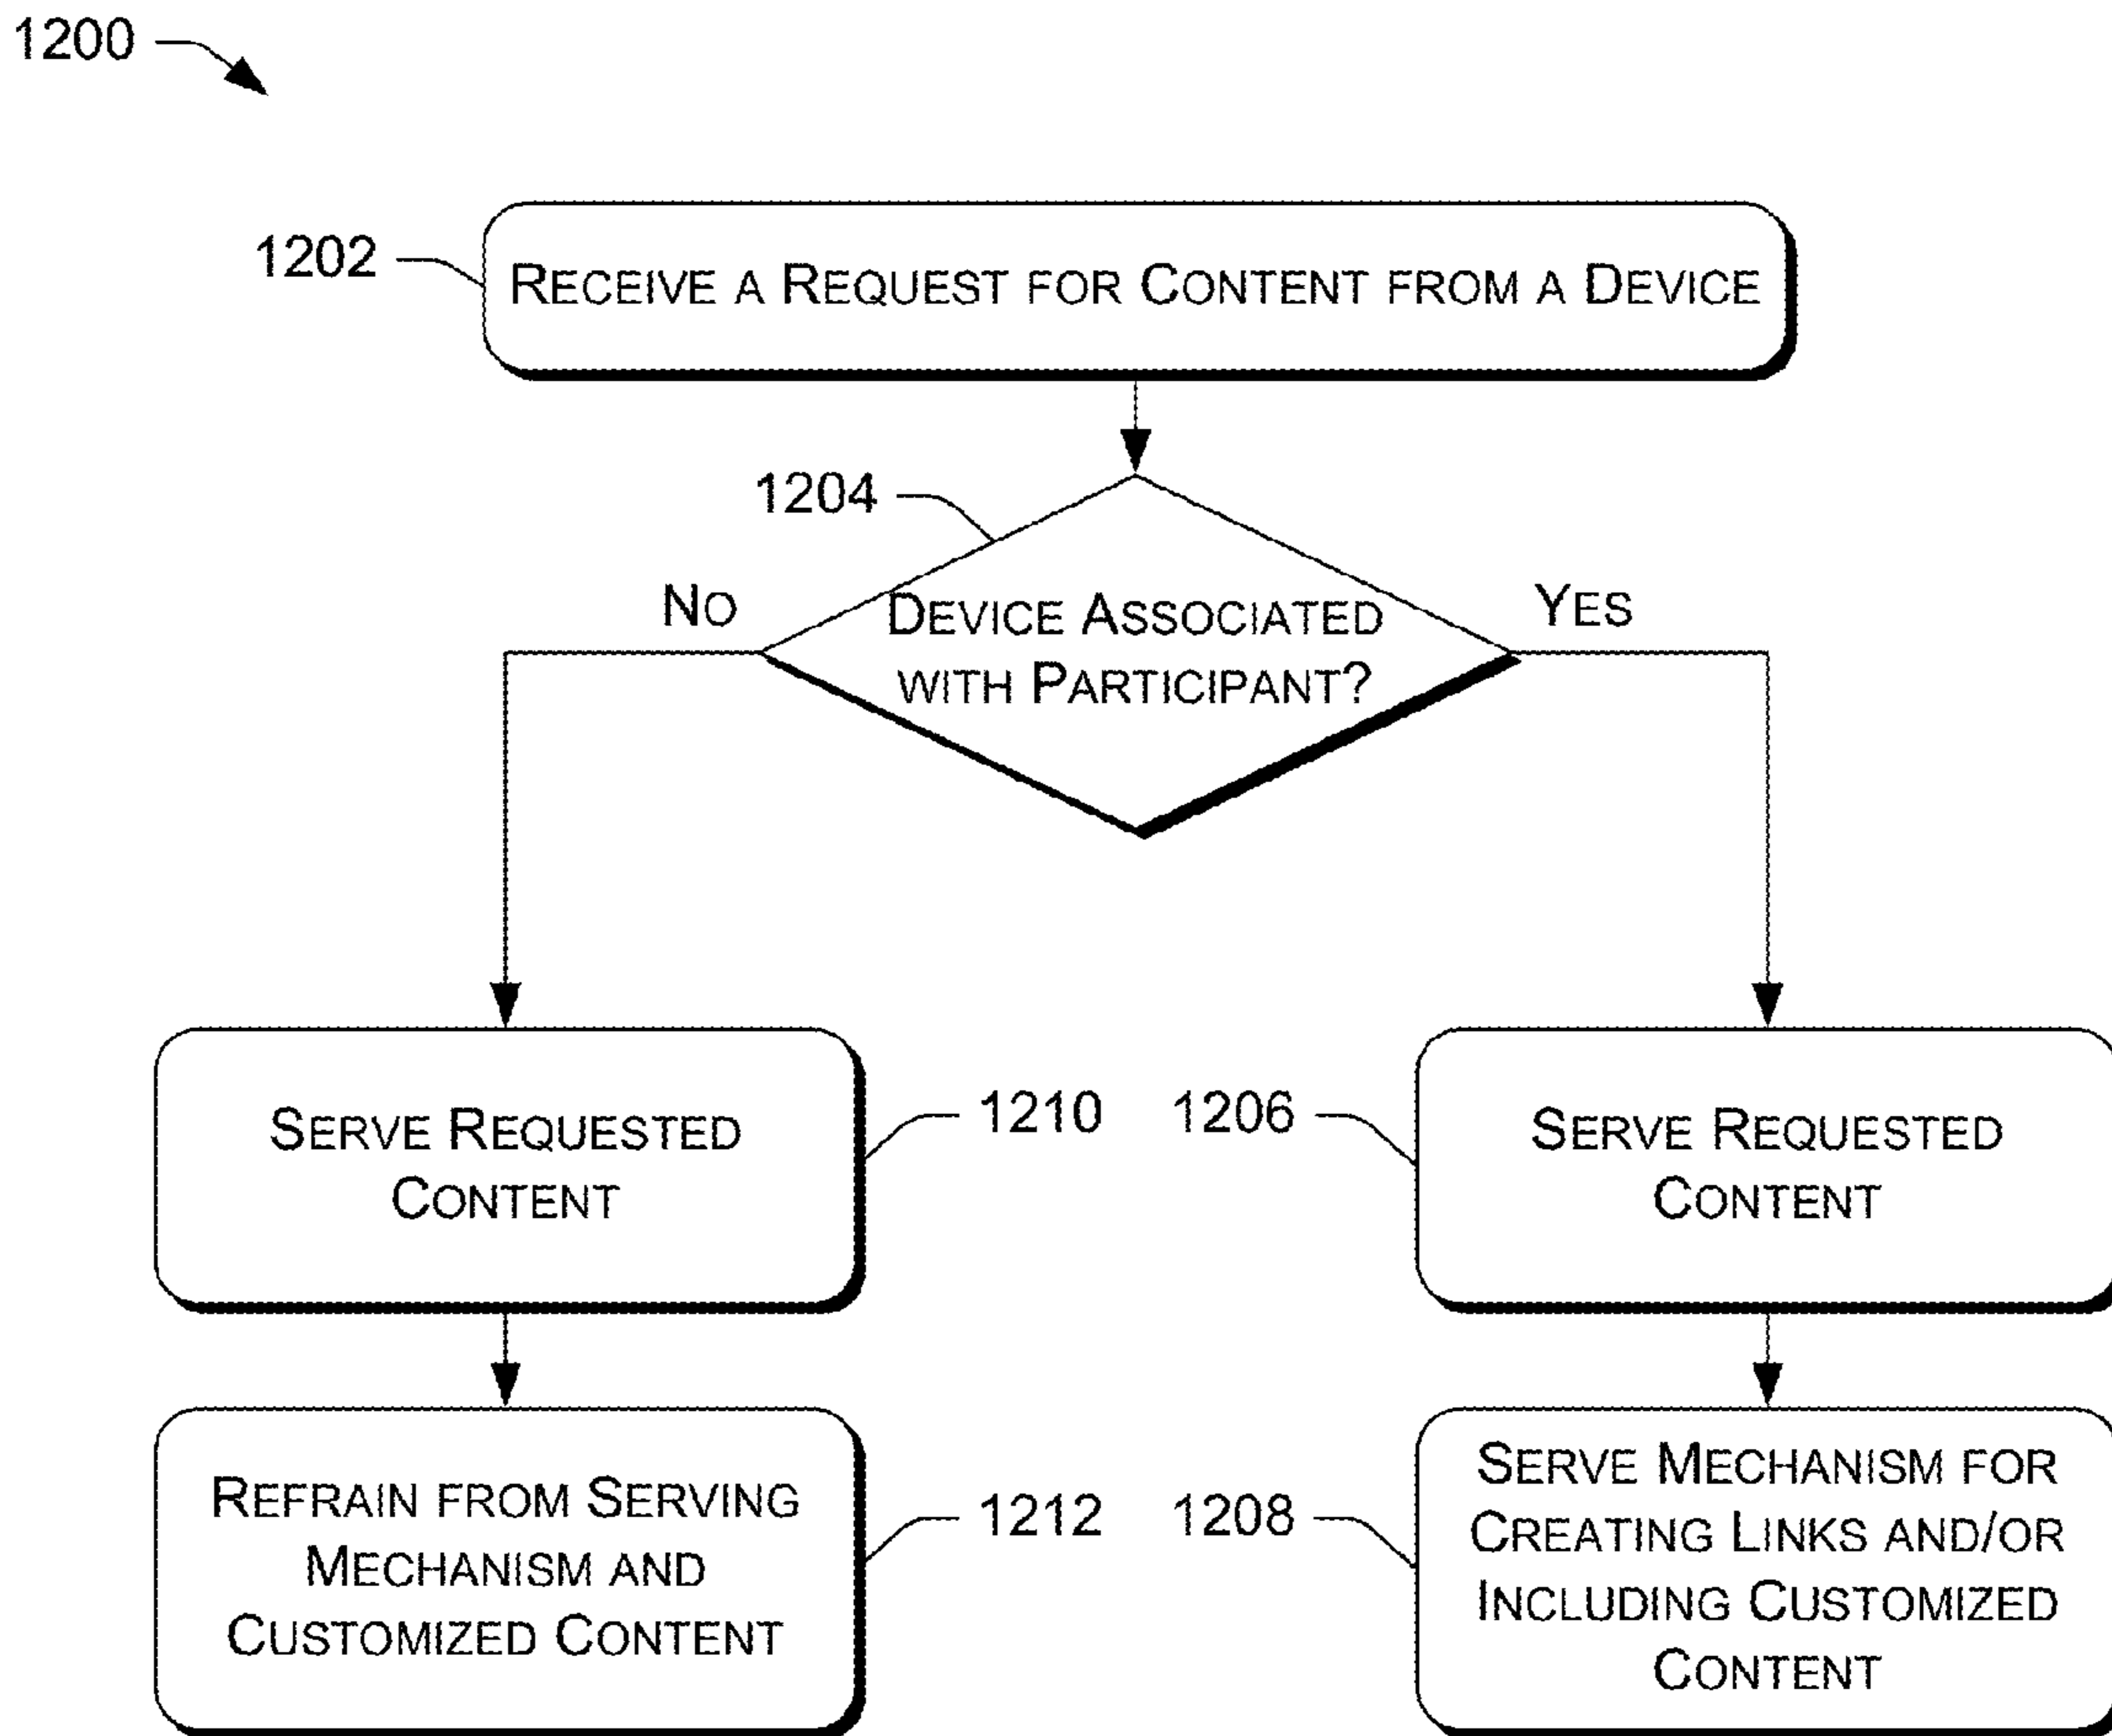 1200
1202
Receive a Request for Content from a Device
1204
No
Device Associated
with Participant?
Yes
Serve Requested
Content
1210
1206
Serve Requested
Content
Refrain from Serving
Mechanism and
Customized Content
1212
1208
Serve Mechanism for
Creating Links and/or
Including Customized
Content